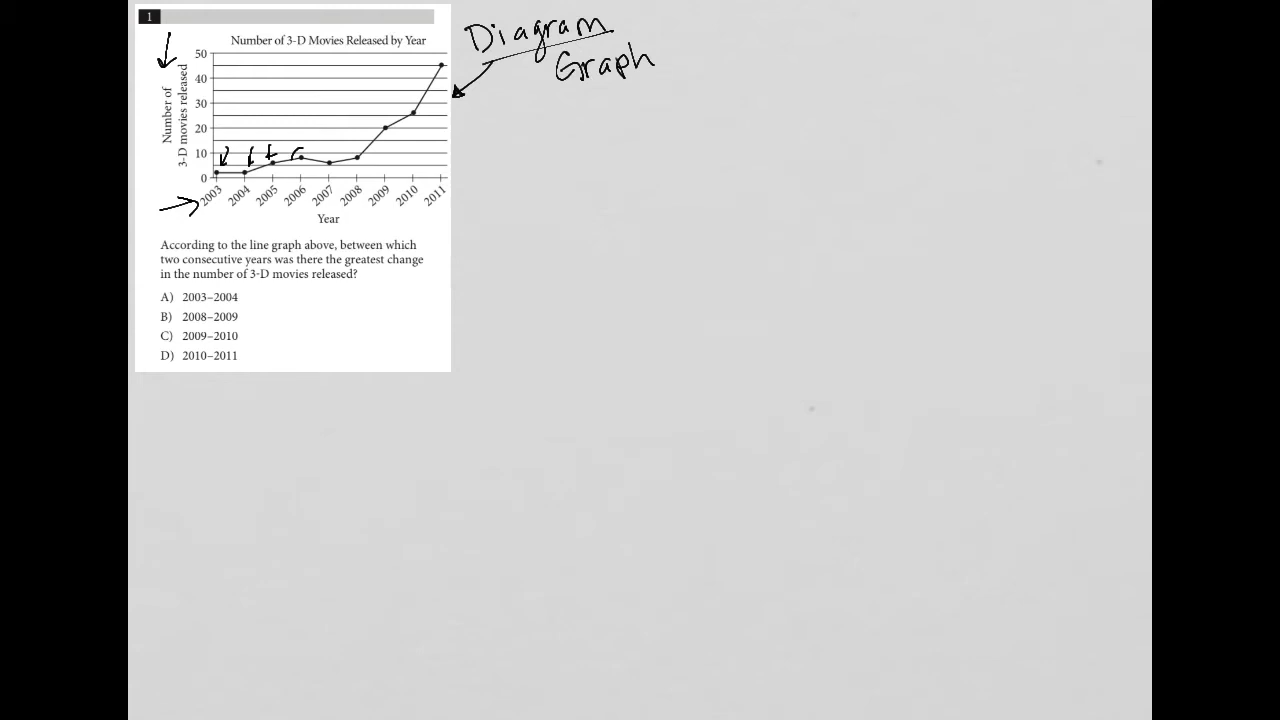 1
Number of 3-D Movies Released by Year
Diagram
Graph
50
40
30
20
10
0
Number of
3-D movies released
2003 2004 2005 2006 2007 2008 2009 2010 2011
Year
According to the line graph above, between which
two consecutive years was there the greatest change
in the number of 3-D movies released?
A) 2003–2004
B) 2008–2009
C) 2009–2010
D) 2010–2011